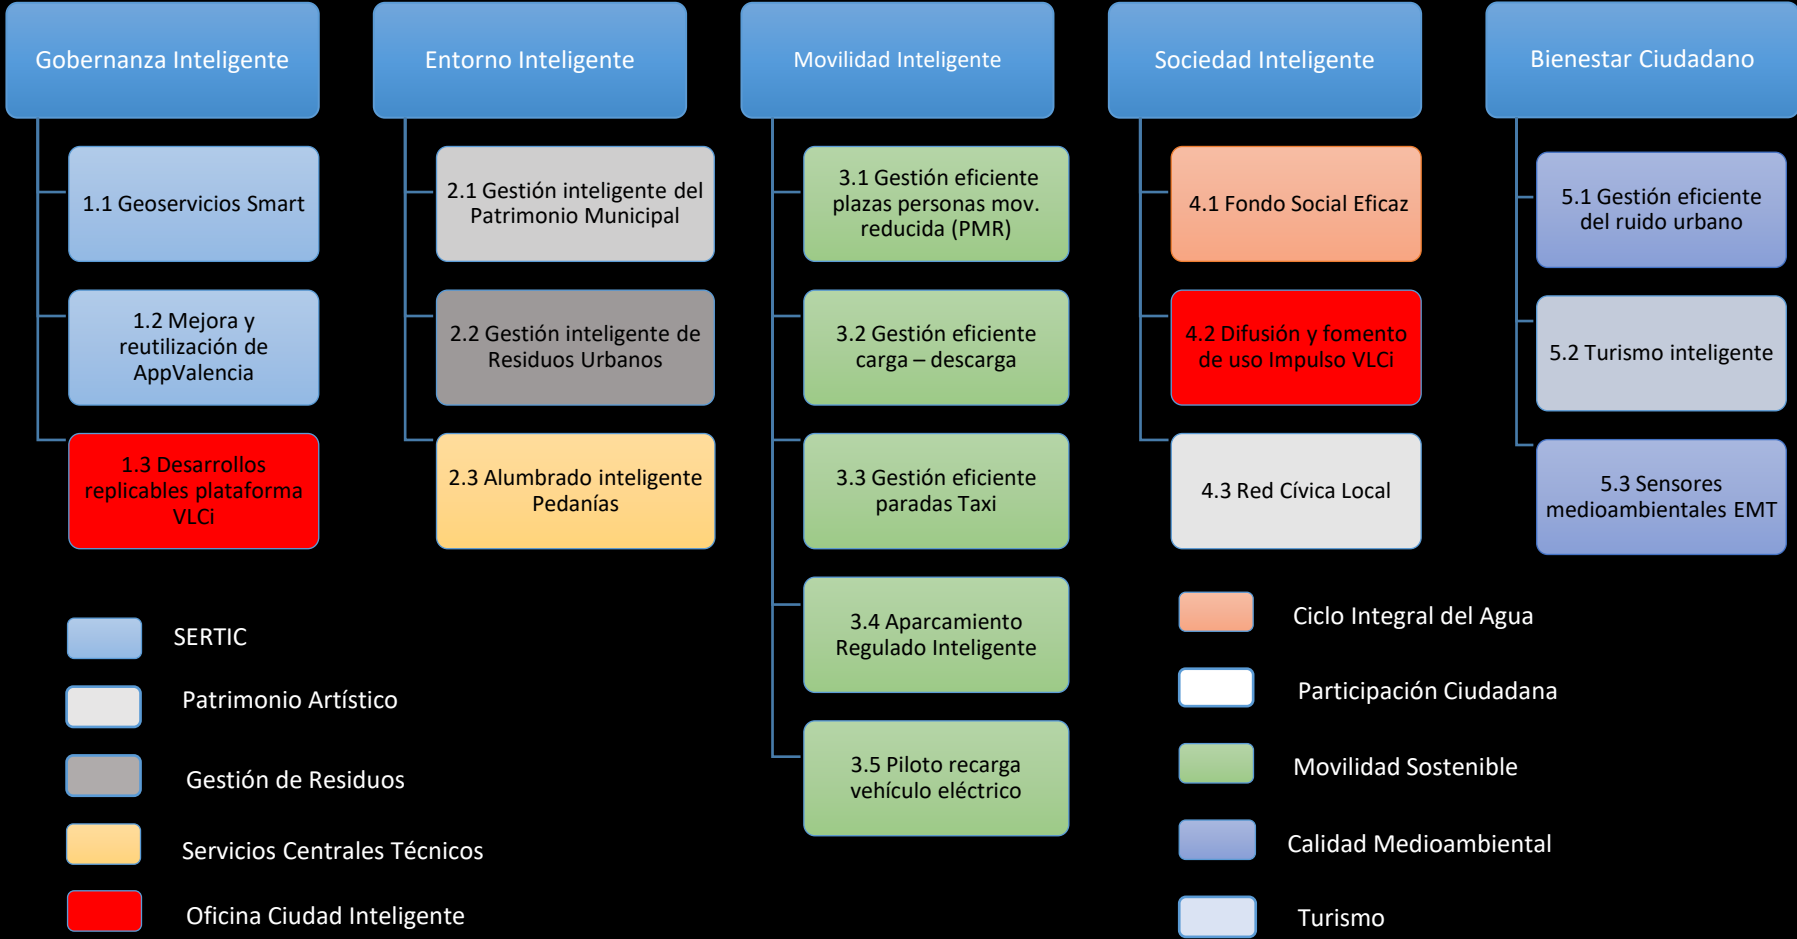 Gobernanza Inteligente
Entorno Inteligente
Movilidad Inteligente
Sociedad Inteligente
Bienestar Ciudadano
1.1 Geoservicios Smart
1.2 Mejora y
reutilización de
AppValencia
1.3 Desarrollos
replicables plataforma
VLCi
2.1 Gestión inteligente del
Patrimonio Municipal
2.2 Gestión inteligente de
Residuos Urbanos
2.3 Alumbrado inteligente
Pedanías
3.1 Gestión eficiente
plazas personas mov.
reducida (PMR)
3.2 Gestión eficiente
carga – descarga
3.3 Gestión eficiente
paradas Taxi
3.4 Aparcamiento
Regulado Inteligente
3.5 Piloto recarga
vehículo eléctrico
4.1 Fondo Social Eficaz
4.2 Difusión y fomento
de uso Impulso VLCi
4.3 Red Cívica Local
5.1 Gestión eficiente
del ruido urbano
5.2 Turismo inteligente
5.3 Sensores
medioambientales EMT
SERTIC
Patrimonio Artístico
Gestión de Residuos
Servicios Centrales Técnicos
Oficina Ciudad Inteligente
Ciclo Integral del Agua
Participación Ciudadana
Movilidad Sostenible
Calidad Medioambiental
Turismo